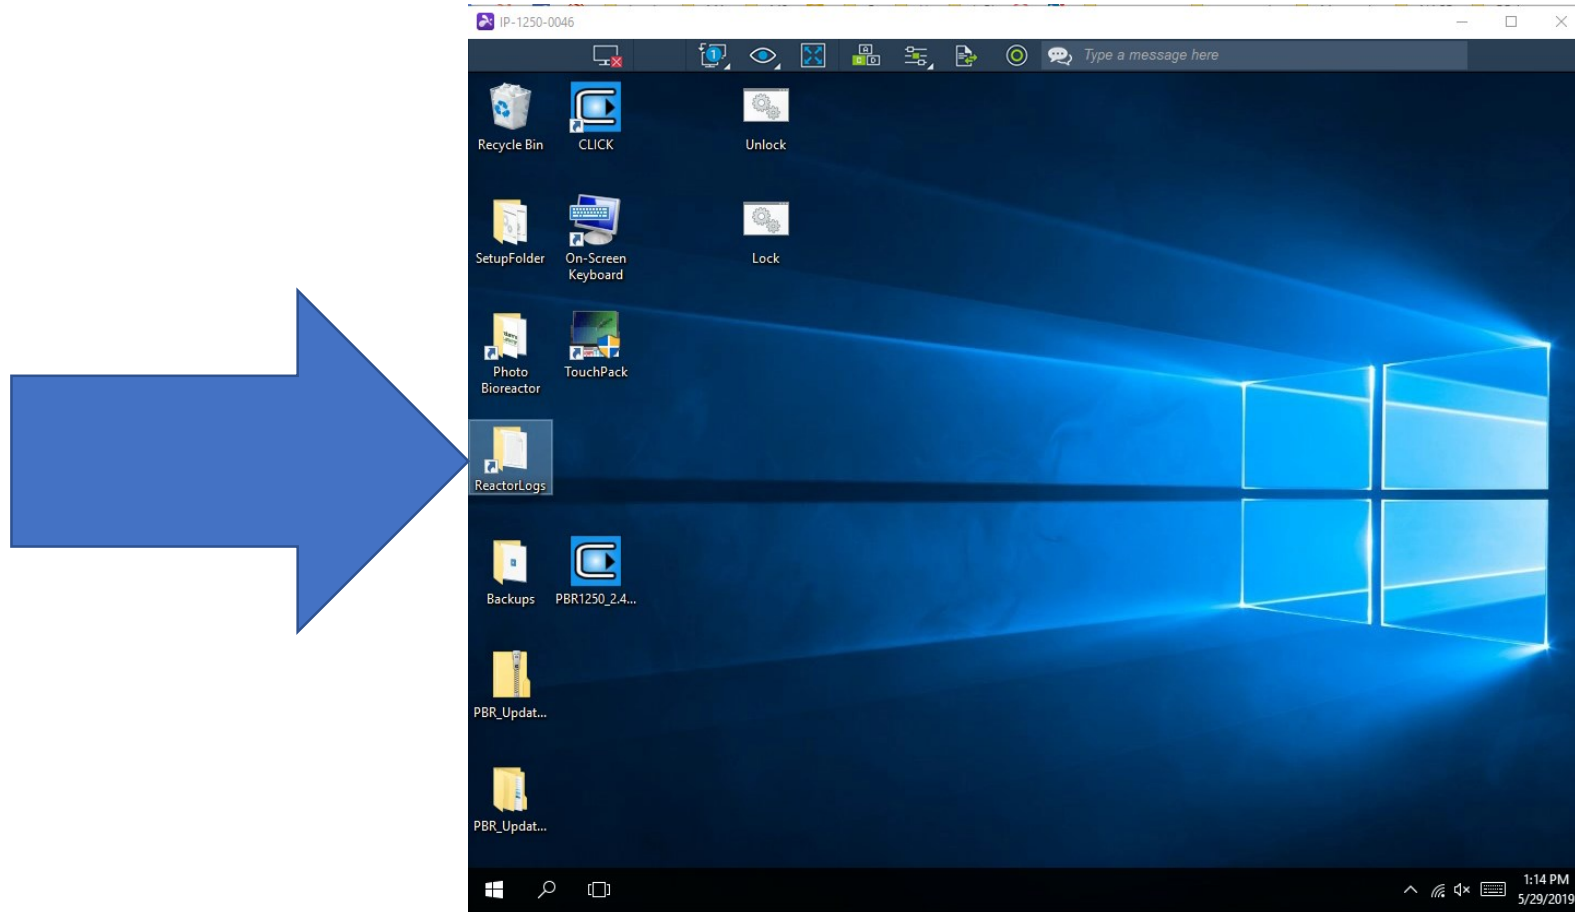 IP-1250-0046
1
Type a message here
Recycle Bin
CLICK
Unlock
SetupFolder
On-Screen
Keyboard
Lock
Photo
Bioreactor
TouchPack
ReactorLogs
Backups
PBR1250_2.4...
PBR_Updat...
PBR_Updat...
1:14 PM
5/29/2019